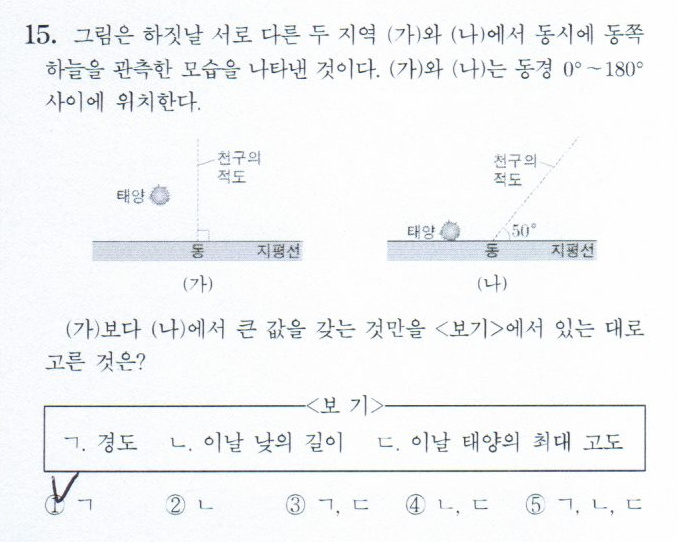 15. 그림은 하짓날 서로 다른 두 지역 (가)와 (나)에서 동시에 동쪽
하늘을 관측한 모습을 나타낸 것이다. (가)와 (나)는 동경 0°~180°
사이에 위치한다.
천구의
적도
태양
동
지평선
(가)
천구의
적도
태양
50°
동
지평선
(나)
(가)보다 (나)에서 큰 값을 갖는 것만을 <보기>에서 있는 대로
고른 것은?
<보 기>
ㄱ. 경도 ㄴ. 이날 낮의 길이 ㄷ. 이날 태양의 최대 고도
① ㄱ ② ㄴ ③ ㄱ, ㄷ ④ ㄴ, ㄷ ⑤ ㄱ, ㄴ, ㄷ